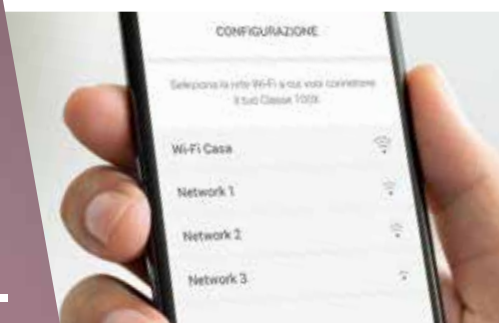 CONFIGURAZIONE
Seleziona la rete Wi-Fi a cui vuoi connettere
il tuo Classe 100X
Wi-Fi Casa
Network 1
Network 2
Network 3